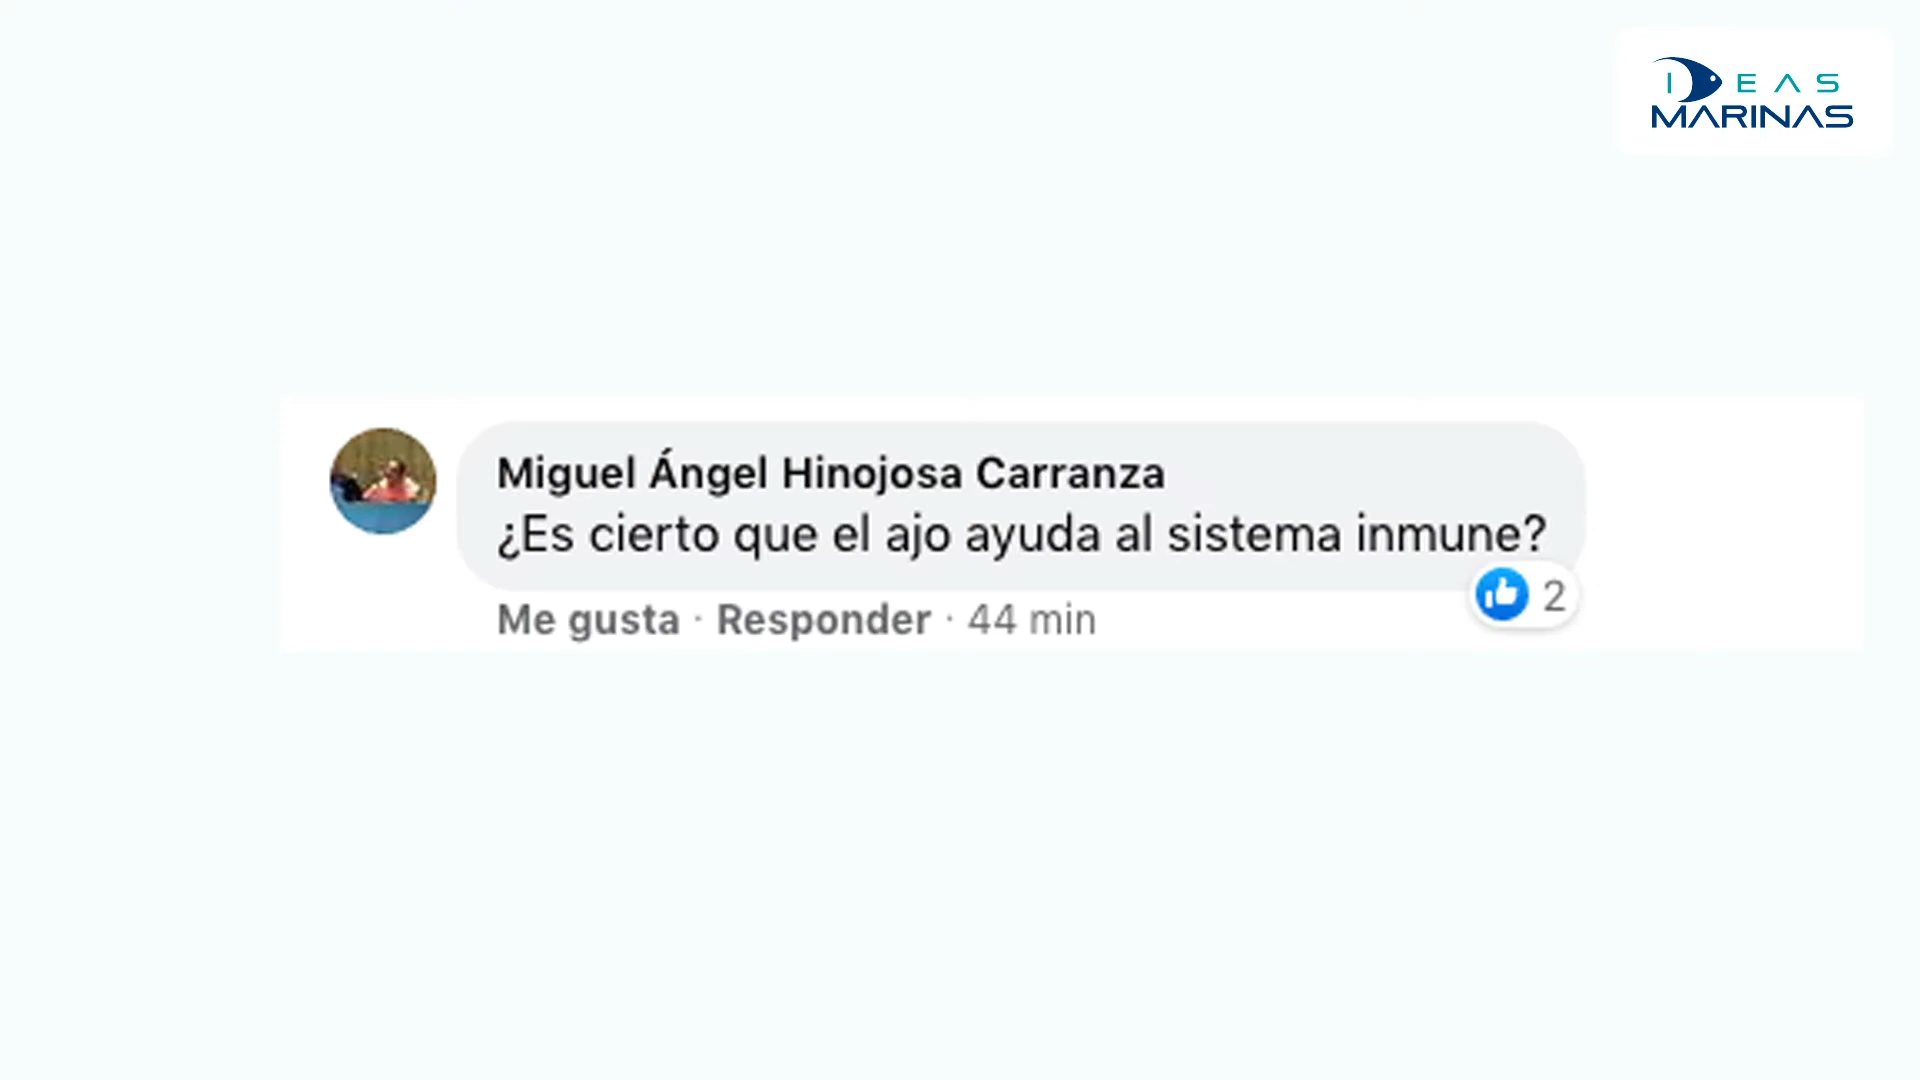 IDEAS
MARINAS
Miguel Ángel Hinojosa Carranza
¿Es cierto que el ajo ayuda al sistema inmune?
2
Me gusta · Responder · 44 min